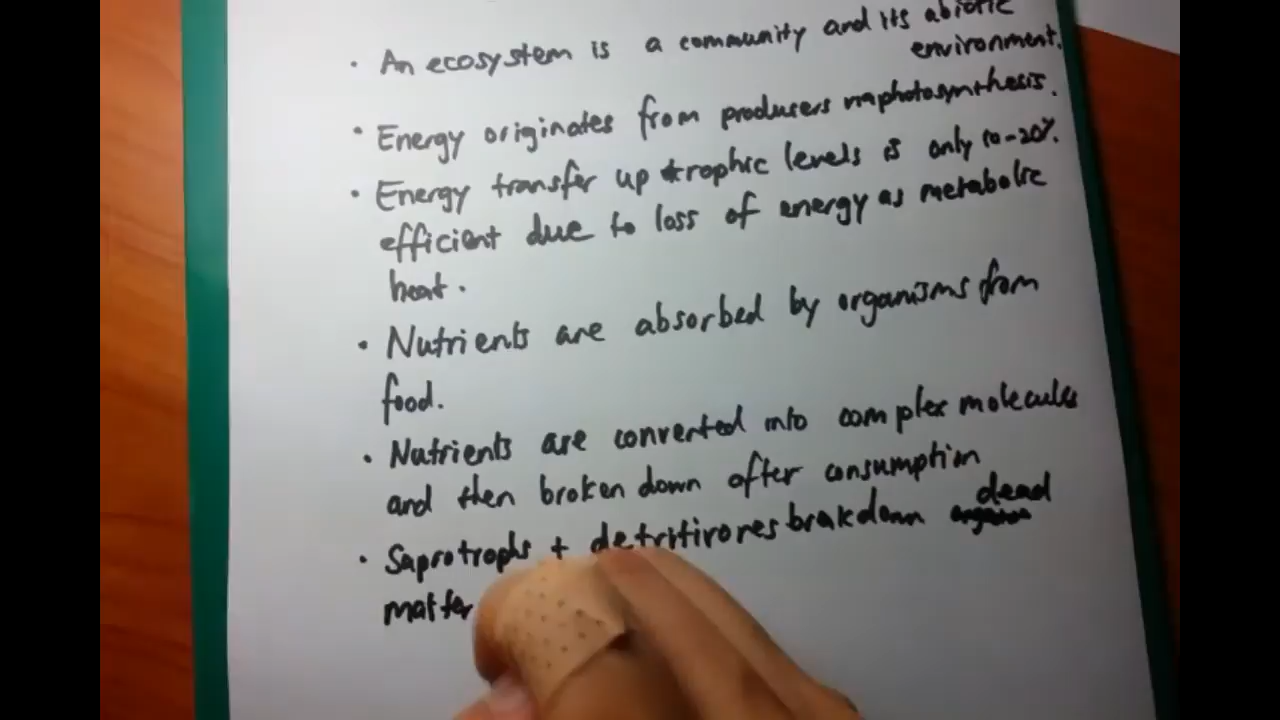 • An ecosystem is a community and its abiotic
environment.
• Energy originates from producers via photosynthesis.
• Energy transfer up trophic levels is only 10-20%
efficient due to loss of energy as metabolic
heat.
• Nutrients are absorbed by organisms from
food.
• Nutrients are converted into complex molecules
and then broken down after consumption
• Saprotrophs + detritivores brakdown dead
matter